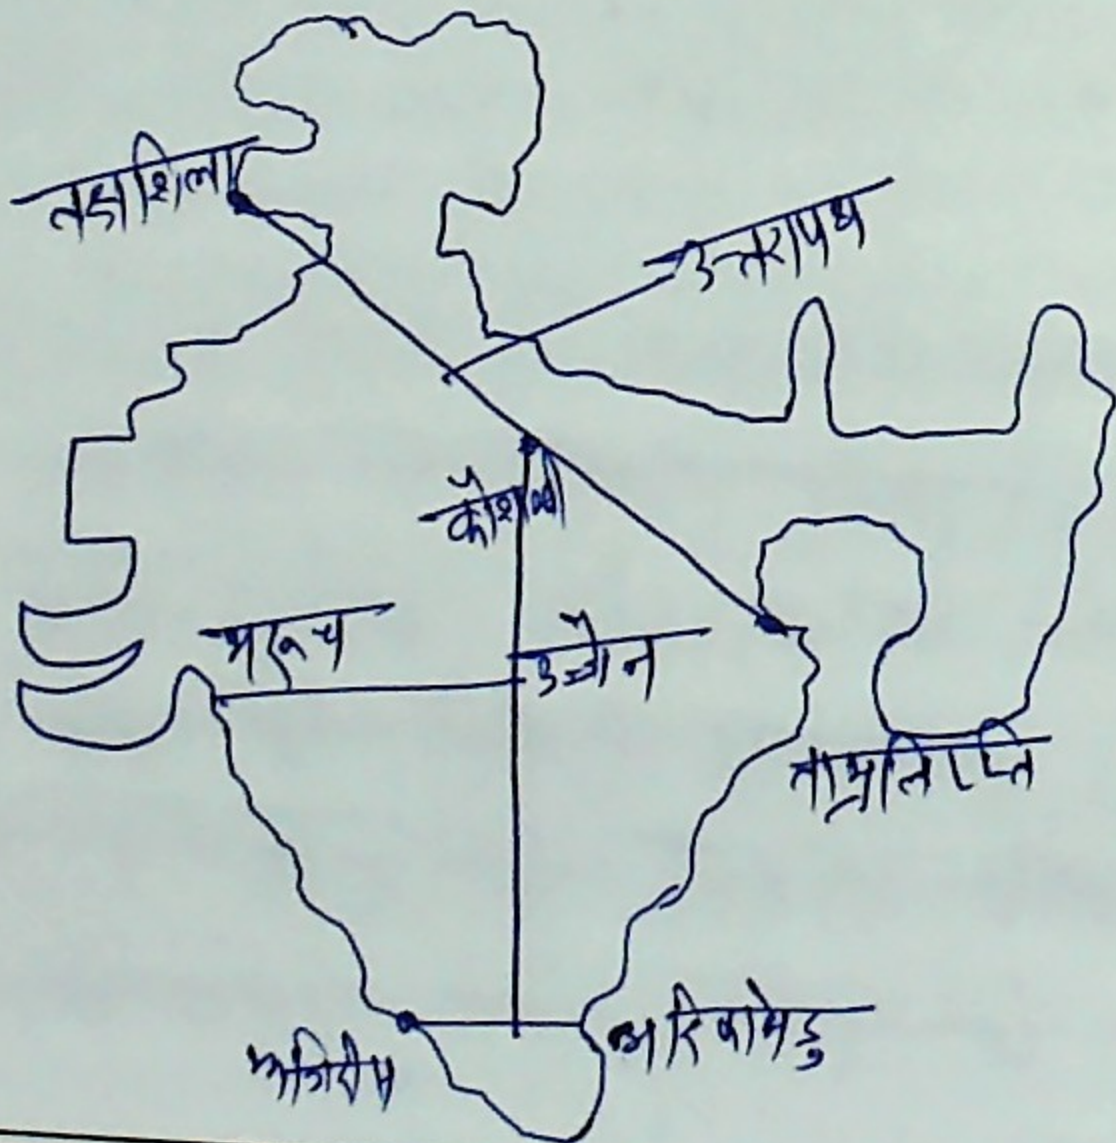 तक्षशिला
उत्तरापथ
कौशाम्बी
भरूच
उज्जैन
ताम्रलिप्ति
अरिकामेडु